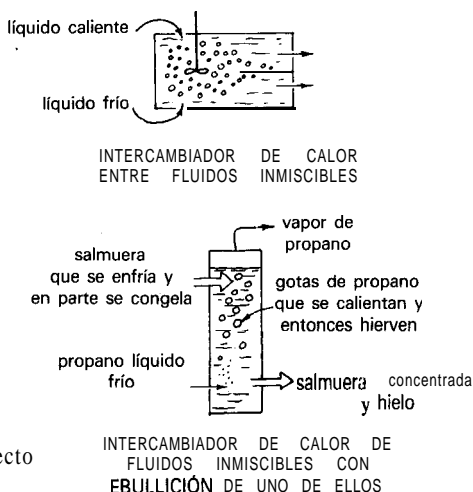 líquido caliente
líquido frío
INTERCAMBIADOR DE CALOR
ENTRE FLUIDOS INMISCIBLES
vapor de
propano
salmuera
que se enfría y
en parte se congela
gotas de propano
que se calientan y
entonces hierven
propano líquido
frío
salmuera concentrada
y hielo
ecto
INTERCAMBIADOR DE CALOR DE
FLUIDOS INMISCIBLES CON
EBULLICIÓN DE UNO DE ELLOS